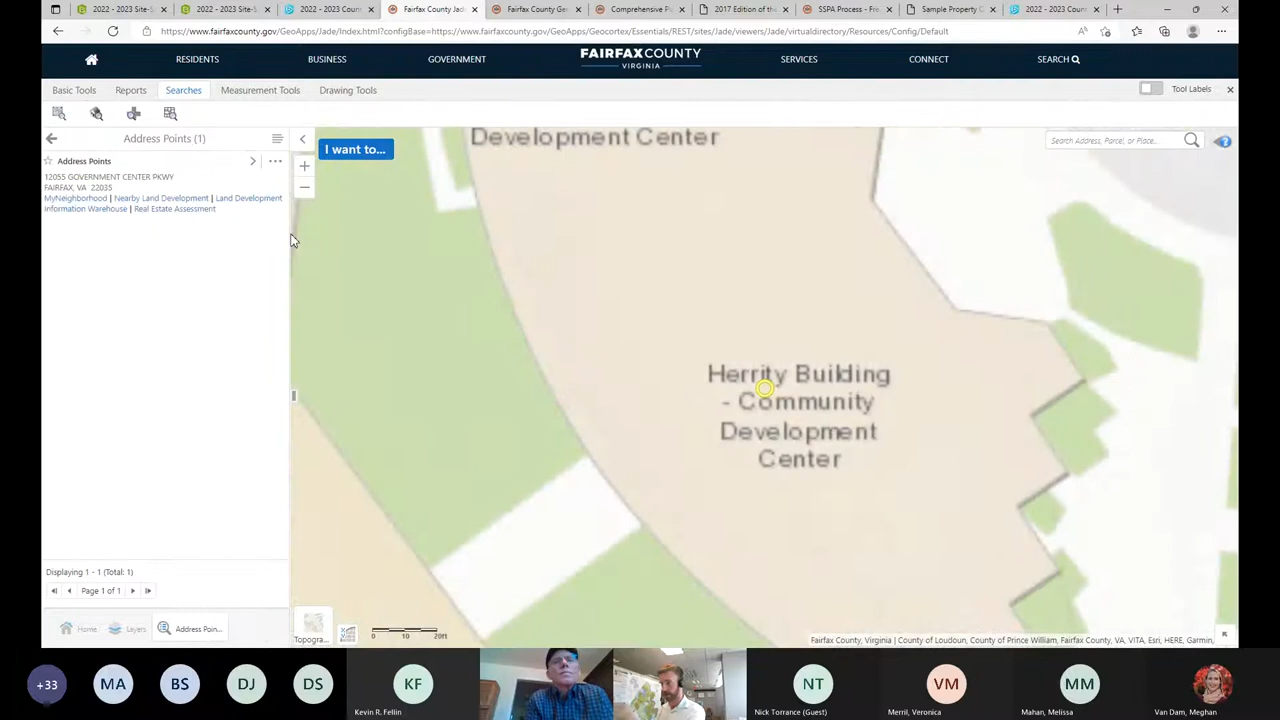 2022 - 2023 Site-S
2022 - 2023 Site-S
2022 - 2023 Coun
Fairfax County Jad
Fairfax County Geo
Comprehensive Pl
2017 Edition of the
SSPA Process - Fre
Sample Property C
2022 - 2023 Coun
https://www.fairfaxcounty.gov/GeoApps/Jade/Index.html?configBase=https://www.fairfaxcounty.gov/GeoApps/Geocortex/Essentials/REST/sites/Jade/viewers/Jade/virtualdirectory/Resources/Config/Default
RESIDENTS
BUSINESS
GOVERNMENT
FAIRFAX COUNTY
VIRGINIA
SERVICES
CONNECT
SEARCH
Basic Tools
Reports
Searches
Measurement Tools
Drawing Tools
Tool Labels
Address Points (1)
I want to...
Development Center
Search Address, Parcel, or Place...
Address Points
12055 GOVERNMENT CENTER PKWY
FAIRFAX, VA 22035
MyNeighborhood | Nearby Land Development | Land Development
Information Warehouse | Real Estate Assessment
Herrity Building
- Community
Development
Center
Displaying 1 - 1 (Total: 1)
Page 1 of 1
Home
Layers
Address Poin...
Topogra...
0 10 20ft
Fairfax County, Virginia | County of Loudoun, County of Prince William, Fairfax County, VA, VITA, Esri, HERE, Garmin,
+33
MA
BS
DJ
DS
KF
Kevin R. Fellin
NT
Nick Torrance (Guest)
VM
Merril, Veronica
MM
Mahan, Melissa
Van Dam, Meghan